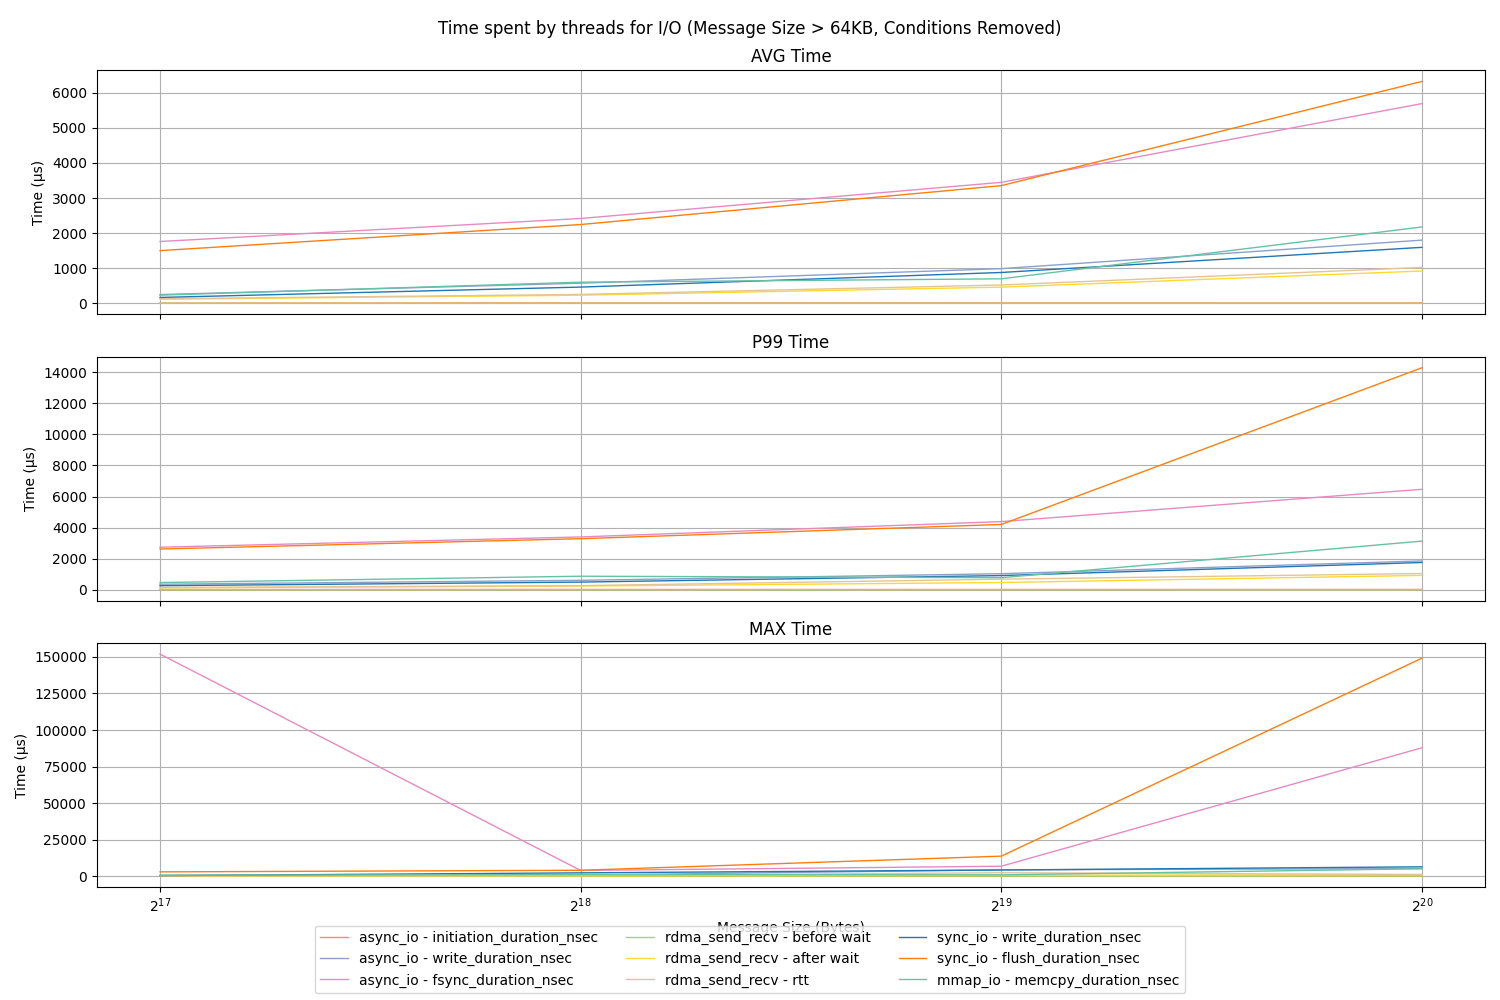 Time spent by threads for I/O (Message Size > 64KB, Conditions Removed)
AVG Time
6000
5000
4000
3000
2000
1000
0
Time (µs)
P99 Time
14000
12000
10000
8000
6000
4000
2000
0
Time (µs)
MAX Time
150000
125000
100000
75000
50000
25000
0
Time (µs)
2^17 2^18 2^19 2^20
Message Size (Bytes)
async_io - initiation_duration_nsec
async_io - write_duration_nsec
async_io - fsync_duration_nsec
rdma_send_recv - before wait
rdma_send_recv - after wait
rdma_send_recv - rtt
sync_io - write_duration_nsec
sync_io - flush_duration_nsec
mmap_io - memcpy_duration_nsec